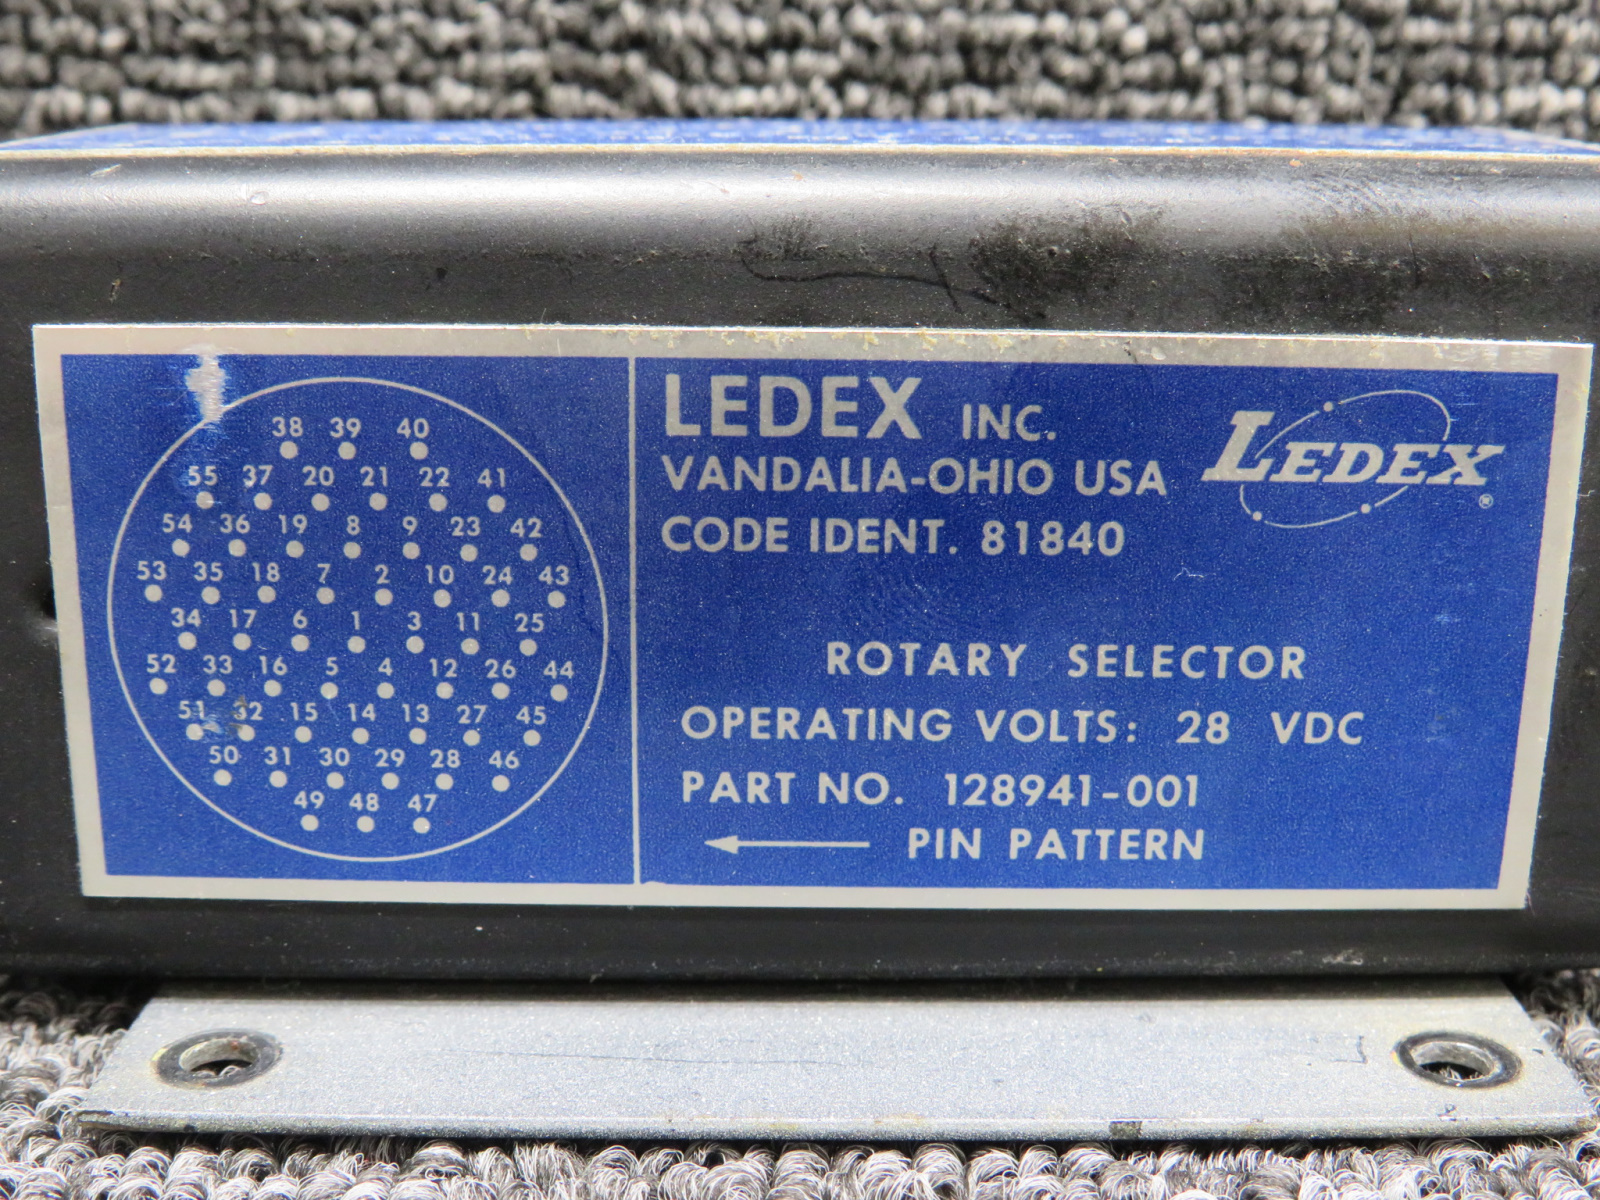 38 39 40
55 37 20 21 22 41
54 36 19 8 9 23 42
53 35 18 7 2 10 24 43
34 17 6 1 3 11 25
52 33 16 5 4 12 26 44
51 32 15 14 13 27 45
50 31 30 29 28 46
49 48 47
LEDEX INC.
VANDALIA-OHIO USA
CODE IDENT. 81840
LEDEX ®
ROTARY SELECTOR
OPERATING VOLTS: 28 VDC
PART NO. 128941-001
← PIN PATTERN